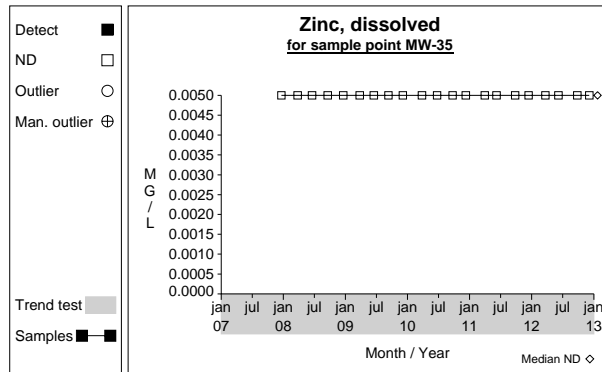 Detect
ND
Outlier
Man. outlier
Trend test
Samples
Zinc, dissolved
for sample point MW-35
M
G
/
L
0.0050
0.0045
0.0040
0.0035
0.0030
0.0025
0.0020
0.0015
0.0010
0.0005
0.0000
jan jul jan jul jan jul jan jul jan jul jan jul jan
07 08 09 10 11 12 13
Month / Year
Median ND